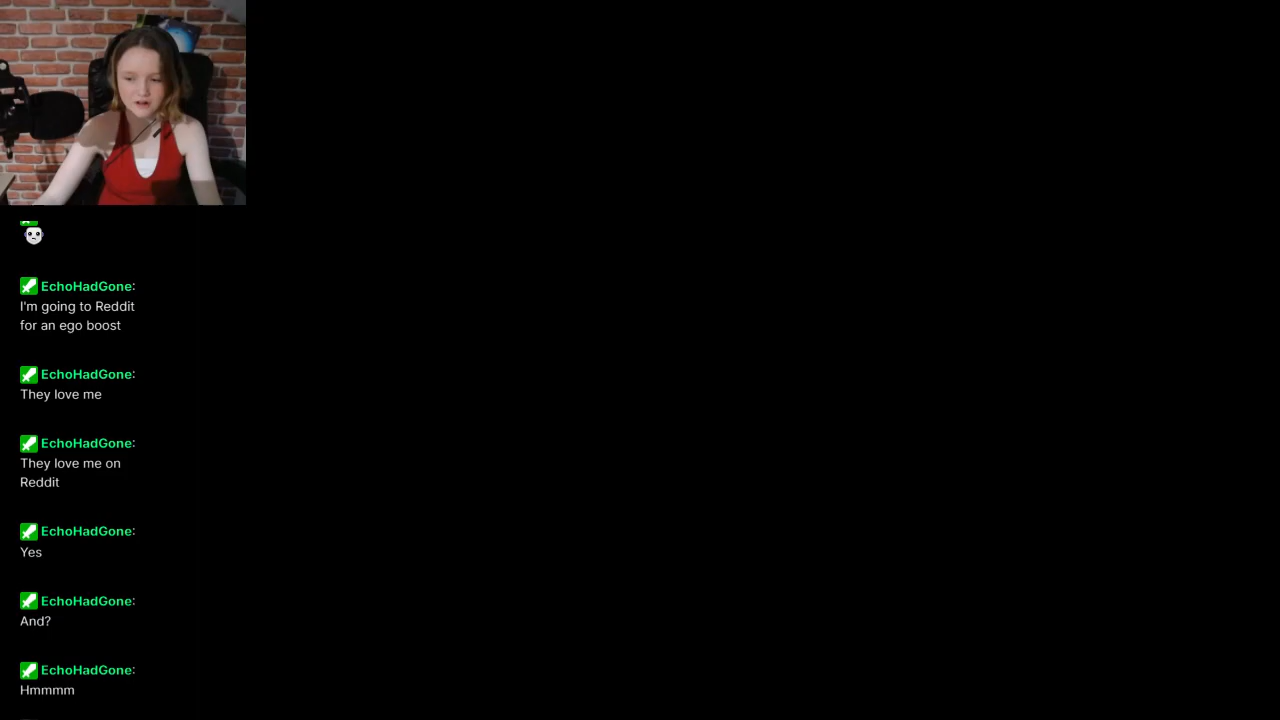 EchoHadGone:
I'm going to Reddit
for an ego boost
EchoHadGone:
They love me
EchoHadGone:
They love me on
Reddit
EchoHadGone:
Yes
EchoHadGone:
And?
EchoHadGone:
Hmmmm